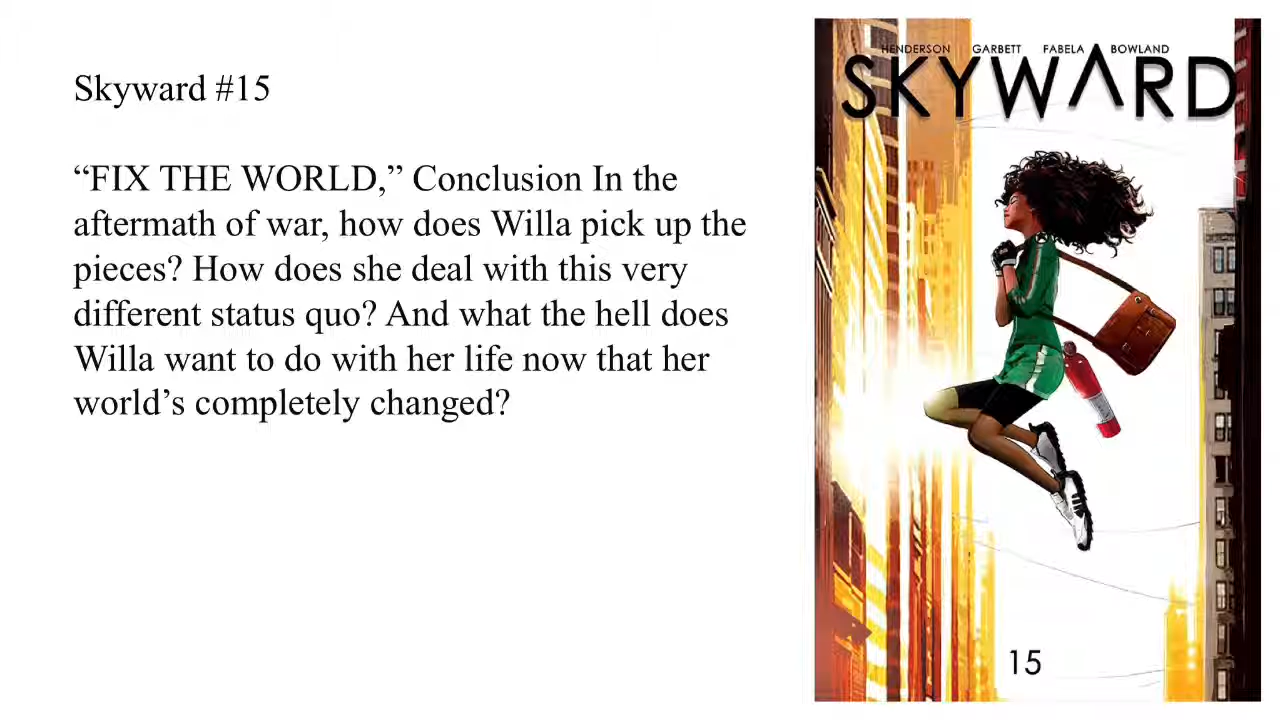 Skyward #15
“FIX THE WORLD,” Conclusion In the
aftermath of war, how does Willa pick up the
pieces? How does she deal with this very
different status quo? And what the hell does
Willa want to do with her life now that her
world’s completely changed?
HENDERSON GARBETT FABELA BOWLAND
SKYWARD
15